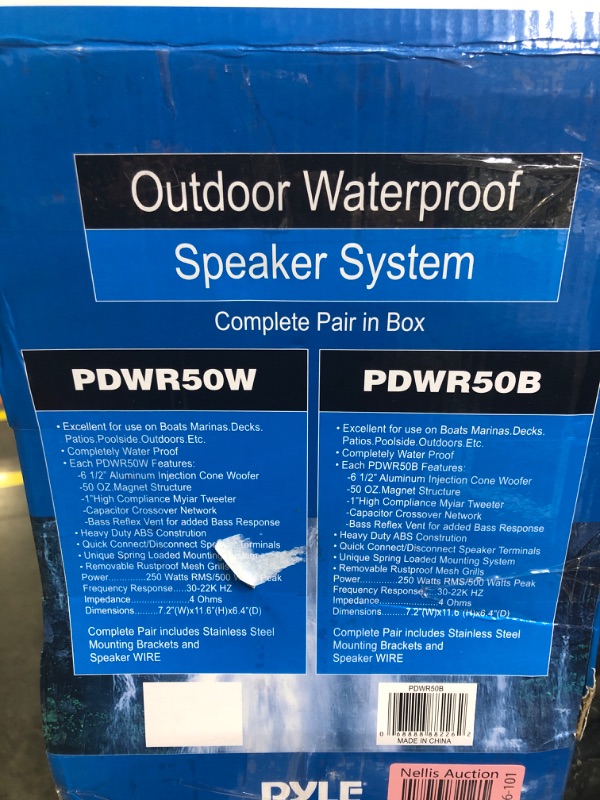 Outdoor Waterproof
Speaker System
Complete Pair in Box
PDWR50W
• Excellent for use on Boats Marinas.Decks.
Patios.Poolside.Outdoors.Etc.
• Completely Water Proof
• Each PDWR50W Features:
-6 1/2" Aluminum Injection Cone Woofer
-50 OZ.Magnet Structure
-1"High Compliance Myiar Tweeter
-Capacitor Crossover Network
-Bass Reflex Vent for added Bass Response
• Heavy Duty ABS Constrution
• Quick Connect/Disconnect Terminals
• Unique Spring Loaded
• Removable Rustproof Mesh
Power..............250 Watts RMS/500
Frequency Response.....30-22K HZ
Impedance.....................4 Ohms
Dimensions........7.2"(W)x11.6"(H)x6.4"(D)
Complete Pair includes Stainless Steel
Mounting Brackets and
Speaker WIRE
PDWR50B
• Excellent for use on Boats Marinas.Decks.
Patios.Poolside.Outdoors.Etc.
• Completely Water Proof
• Each PDWR50B Features:
-6 1/2" Aluminum Injection Cone Woofer
-50 OZ.Magnet Structure
-1"High Compliance Myiar Tweeter
-Capacitor Crossover Network
-Bass Reflex Vent for added Bass Response
• Heavy Duty ABS Constrution
• Quick Connect/Disconnect Speaker Terminals
• Unique Spring Loaded Mounting System
• Removable Rustproof Mesh Grills
Power..............250 Watts RMS/500 Watts Peak
Frequency Response.....30-22K HZ
Impedance.....................4 Ohms
Dimensions........7.2"(W)x11.6"(H)x6.4"(D)
Complete Pair includes Stainless Steel
Mounting Brackets and
Speaker WIRE
PDWR50B
MADE IN CHINA
PYLE
Nellis Auction